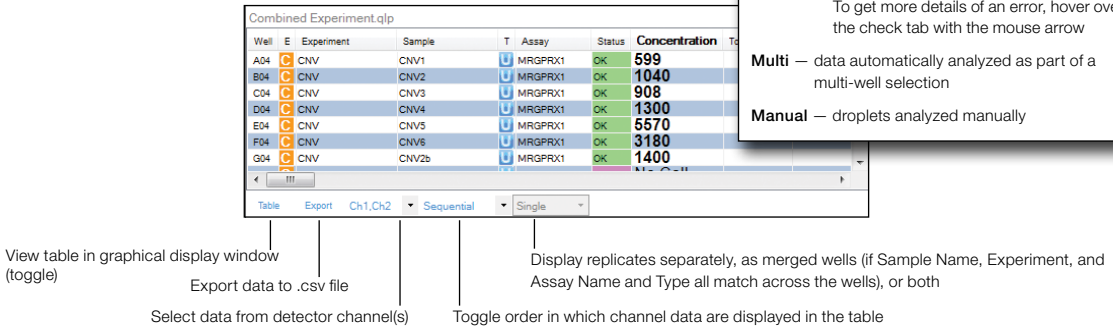 To get more details of an error, hover
the check tab with the mouse arrow
Multi — data automatically analyzed as part of a
multi-well selection
Manual — droplets analyzed manually
Combined Experiment.qlp
Well E Experiment Sample T Assay Status Concentration
A04 C CNV CNV1 U MRGPRX1 OK 599
B04 C CNV CNV2 U MRGPRX1 OK 1040
C04 C CNV CNV3 U MRGPRX1 OK 908
D04 C CNV CNV4 U MRGPRX1 OK 1300
E04 C CNV CNV5 U MRGPRX1 OK 5570
F04 C CNV CNV6 U MRGPRX1 OK 3180
G04 C CNV CNV2b U MRGPRX1 OK 1400
Table Export Ch1,Ch2 Sequential Single
View table in graphical display window
(toggle)
Export data to .csv file
Select data from detector channel(s)
Toggle order in which channel data are displayed in the table
Display replicates separately, as merged wells (if Sample Name, Experiment, and
Assay Name and Type all match across the wells), or both